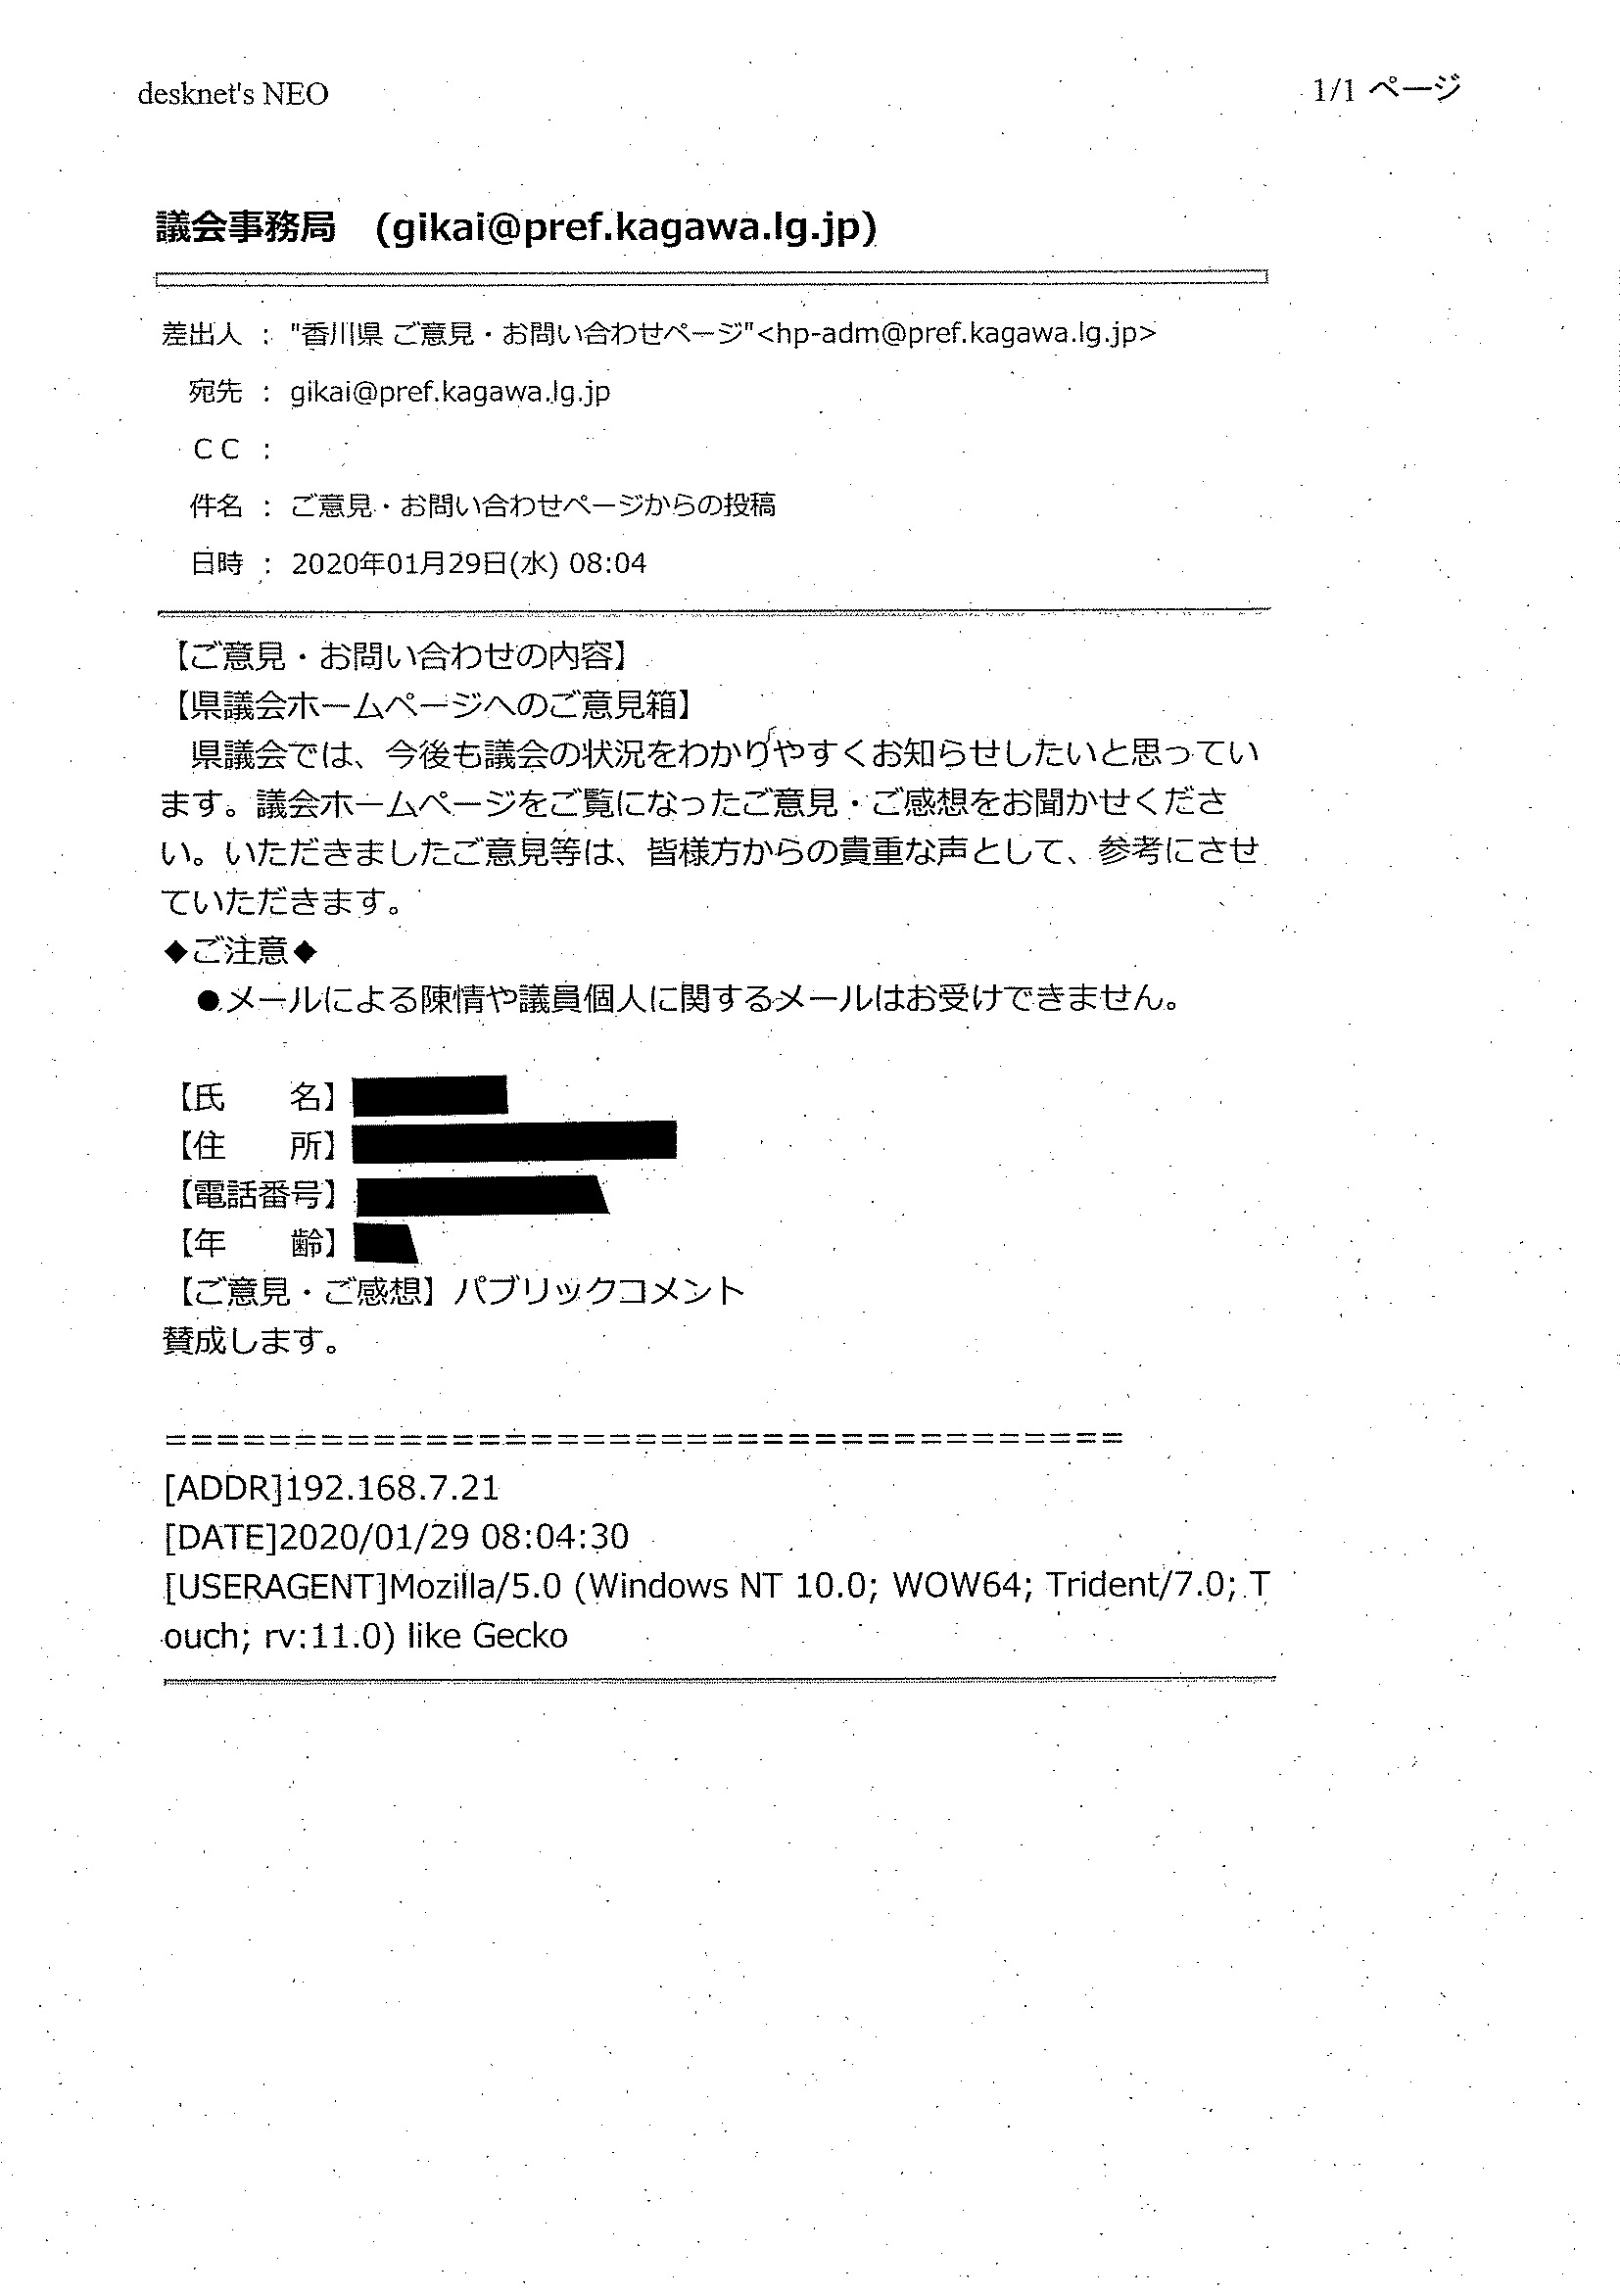 desknet's NEO
1/1 ページ
議会事務局 (gikai@pref.kagawa.lg.jp)
差出人 : "香川県 ご意見・お問い合わせページ"<hp-adm@pref.kagawa.lg.jp>
宛先 : gikai@pref.kagawa.lg.jp
ＣＣ :
件名 : ご意見・お問い合わせページからの投稿
日時 : 2020年01月29日(水) 08:04
【ご意見・お問い合わせの内容】
【県議会ホームページへのご意見箱】
　県議会では、今後も議会の状況をわかりやすくお知らせしたいと思ってい
ます。議会ホームページをご覧になったご意見・ご感想をお聞かせくださ
い。いただきましたご意見等は、皆様方からの貴重な声として、参考にさせ
ていただきます。
◆ご注意◆
　●メールによる陳情や議員個人に関するメールはお受けできません。
【氏　　名】
【住　　所】
【電話番号】
【年　　齢】
【ご意見・ご感想】パブリックコメント
賛成します。
=====================================
[ADDR]192.168.7.21
[DATE]2020/01/29 08:04:30
[USERAGENT]Mozilla/5.0 (Windows NT 10.0; WOW64; Trident/7.0; T
ouch; rv:11.0) like Gecko